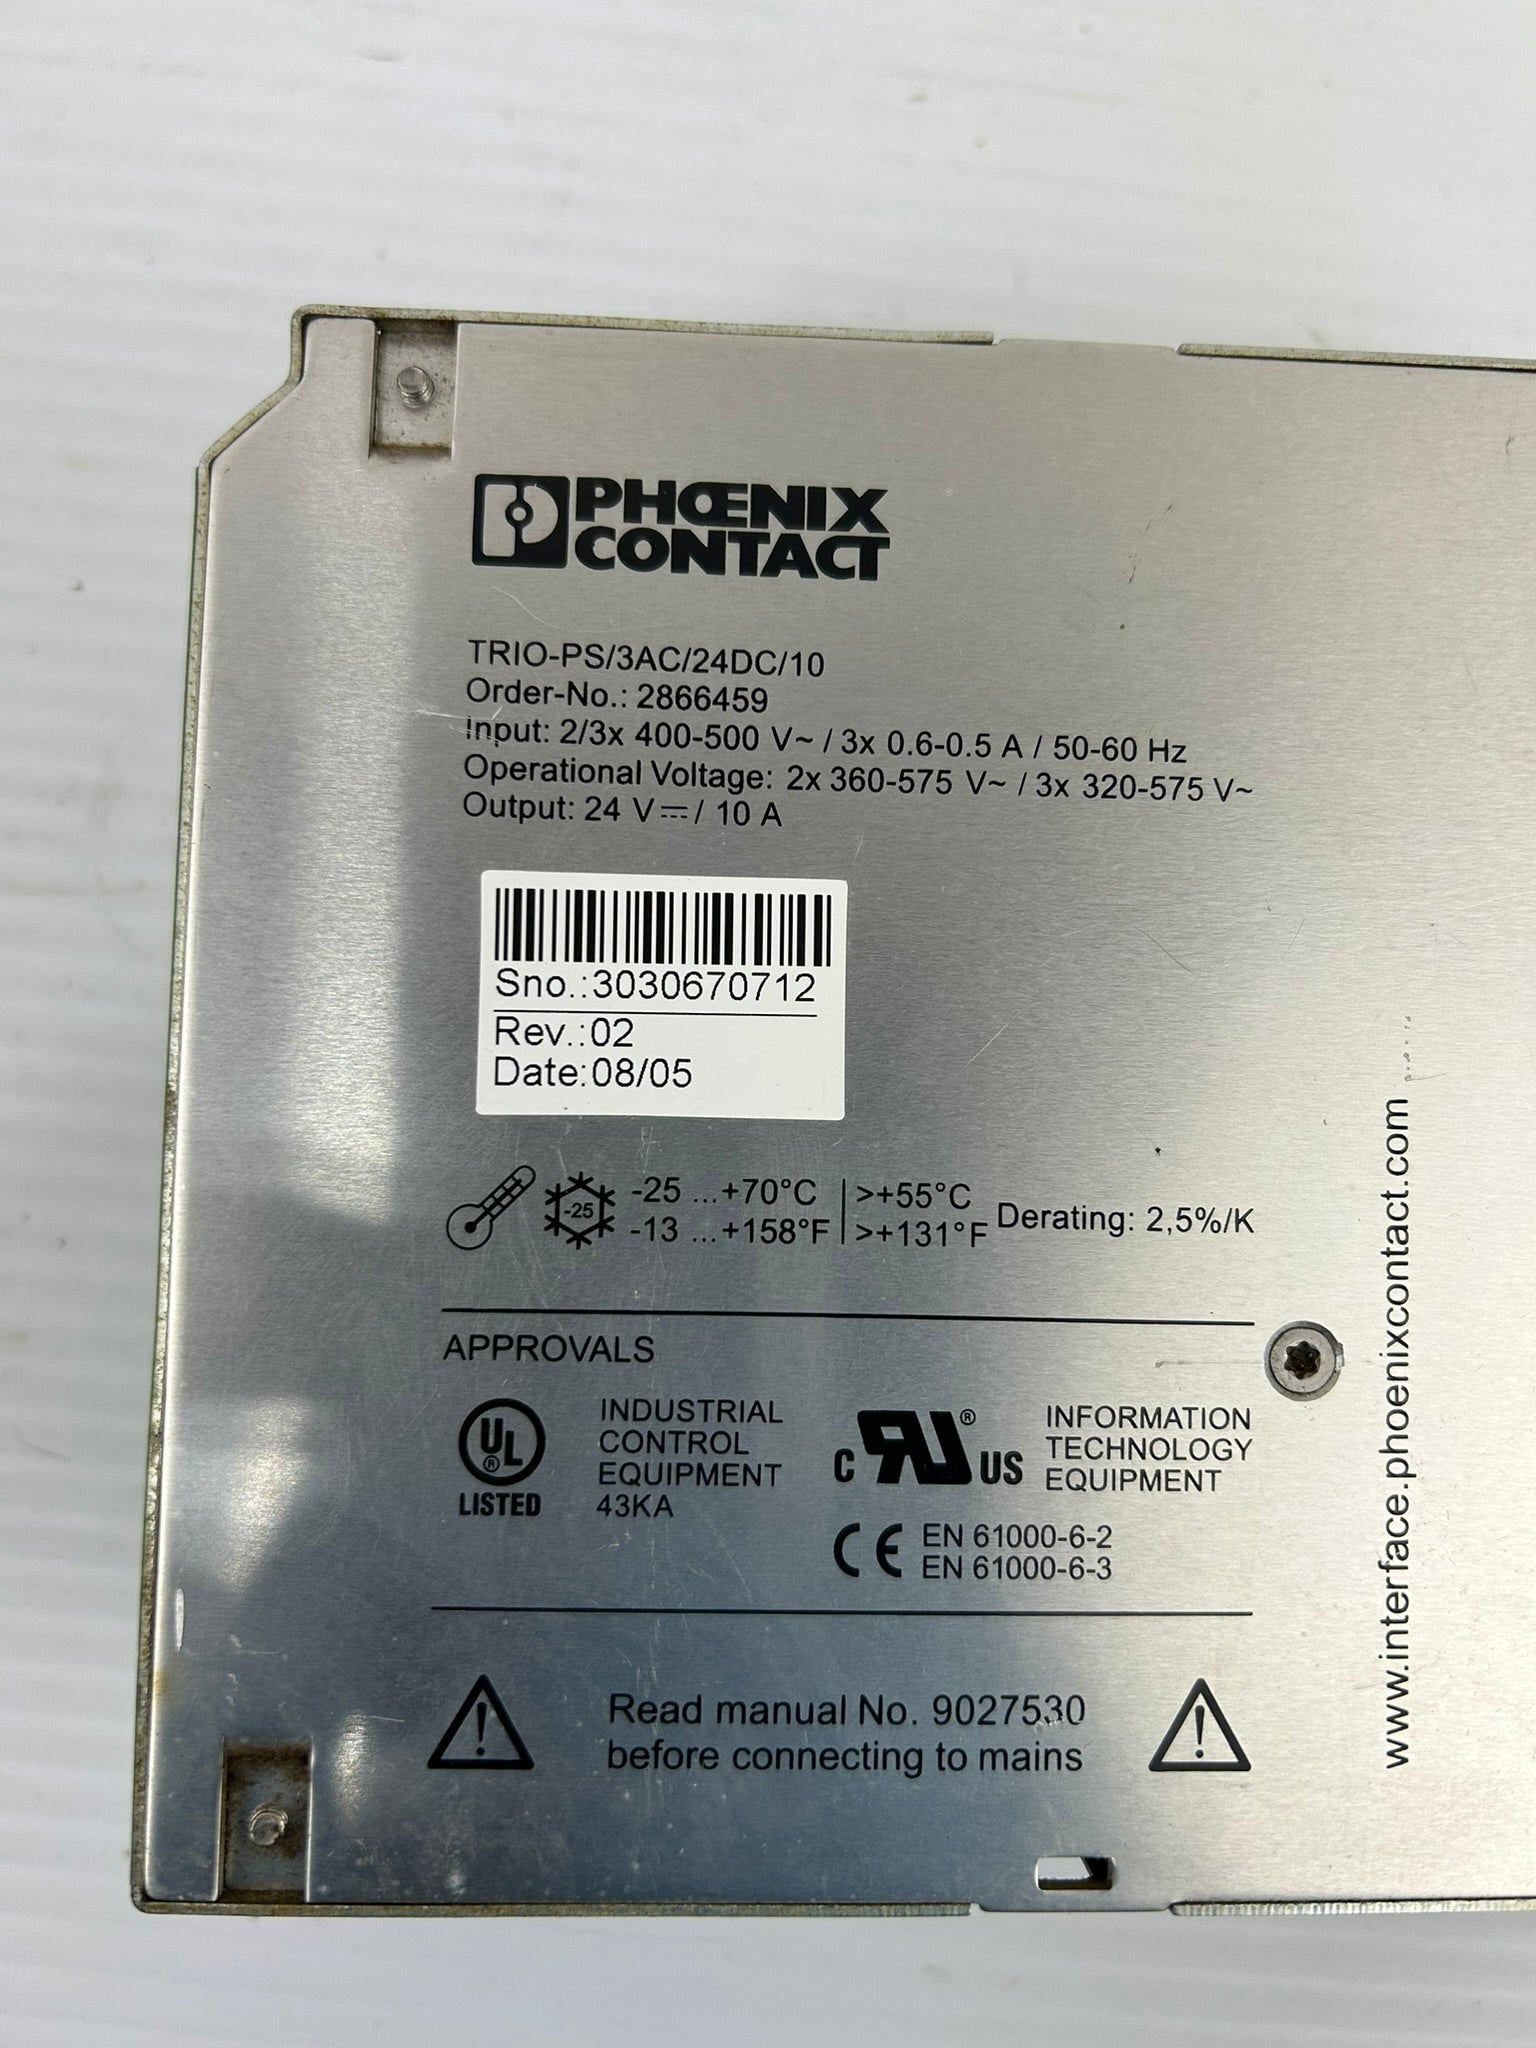 PHŒNIX
CONTACT
TRIO-PS/3AC/24DC/10
Order-No.: 2866459
Input: 2/3x 400-500 V~ / 3x 0.6-0.5 A / 50-60 Hz
Operational Voltage: 2x 360-575 V~ / 3x 320-575 V~
Output: 24 V⎓/ 10 A
Sno.:3030670712
Rev.:02
Date:08/05
-25
-25 ...+70°C >+55°C
-13 ...+158°F >+131°F
Derating: 2,5%/K
APPROVALS
UL
®
LISTED
INDUSTRIAL
CONTROL
EQUIPMENT
43KA
C RU® US
INFORMATION
TECHNOLOGY
EQUIPMENT
CE
EN 61000-6-2
EN 61000-6-3
! Read manual No. 9027530 !
before connecting to mains
www.interface.phoenixcontact.com